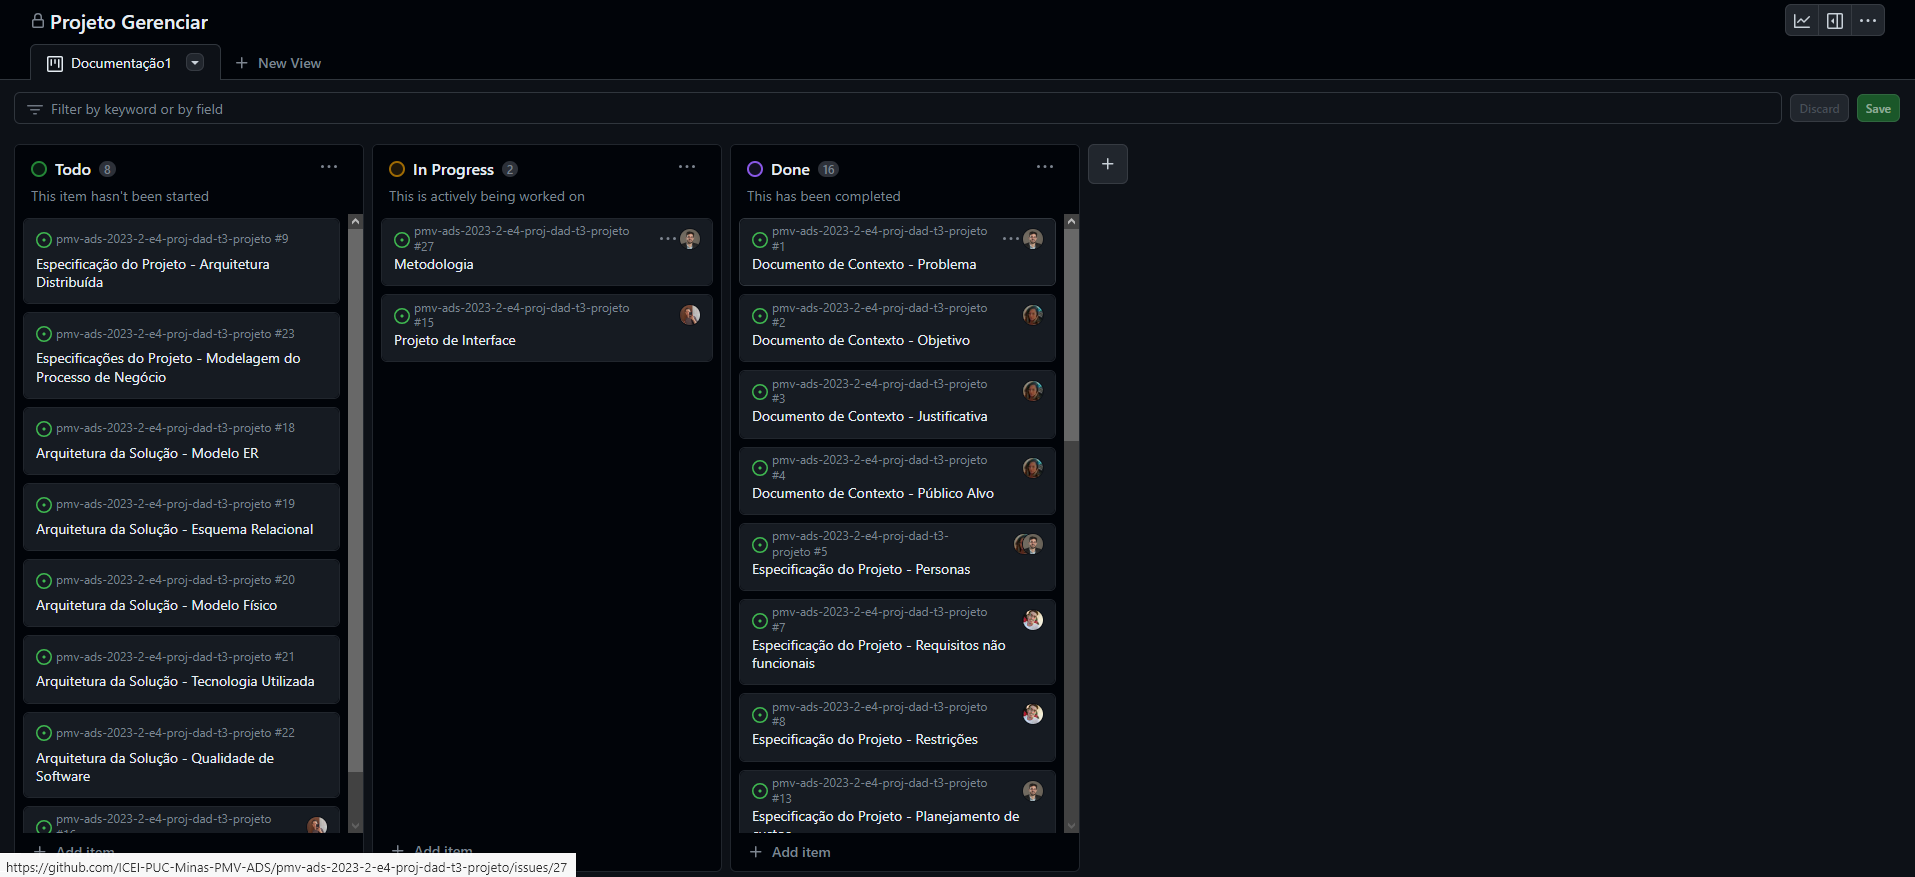 Projeto Gerenciar
Documentação1
New View
Filter by keyword or by field
Discard
Save
Todo 8
This item hasn't been started
pmv-ads-2023-2-e4-proj-dad-t3-projeto #9
Especificação do Projeto - Arquitetura
Distribuída
pmv-ads-2023-2-e4-proj-dad-t3-projeto #23
Especificações do Projeto - Modelagem do
Processo de Negócio
pmv-ads-2023-2-e4-proj-dad-t3-projeto #18
Arquitetura da Solução - Modelo ER
pmv-ads-2023-2-e4-proj-dad-t3-projeto #19
Arquitetura da Solução - Esquema Relacional
pmv-ads-2023-2-e4-proj-dad-t3-projeto #20
Arquitetura da Solução - Modelo Físico
pmv-ads-2023-2-e4-proj-dad-t3-projeto #21
Arquitetura da Solução - Tecnologia Utilizada
pmv-ads-2023-2-e4-proj-dad-t3-projeto #22
Arquitetura da Solução - Qualidade de
Software
pmv-ads-2023-2-e4-proj-dad-t3-projeto
#16
Add item
In Progress 2
This is actively being worked on
pmv-ads-2023-2-e4-proj-dad-t3-projeto
#27
Metodologia
pmv-ads-2023-2-e4-proj-dad-t3-projeto
#15
Projeto de Interface
Add item
Done 16
This has been completed
pmv-ads-2023-2-e4-proj-dad-t3-projeto
#1
Documento de Contexto - Problema
pmv-ads-2023-2-e4-proj-dad-t3-projeto
#2
Documento de Contexto - Objetivo
pmv-ads-2023-2-e4-proj-dad-t3-projeto
#3
Documento de Contexto - Justificativa
pmv-ads-2023-2-e4-proj-dad-t3-projeto
#4
Documento de Contexto - Público Alvo
pmv-ads-2023-2-e4-proj-dad-t3-
projeto #5
Especificação do Projeto - Personas
pmv-ads-2023-2-e4-proj-dad-t3-projeto
#7
Especificação do Projeto - Requisitos não
funcionais
pmv-ads-2023-2-e4-proj-dad-t3-projeto
#8
Especificação do Projeto - Restrições
pmv-ads-2023-2-e4-proj-dad-t3-projeto
#13
Especificação do Projeto - Planejamento de
custos
Add item
https://github.com/ICEI-PUC-Minas-PMV-ADS/pmv-ads-2023-2-e4-proj-dad-t3-projeto/issues/27